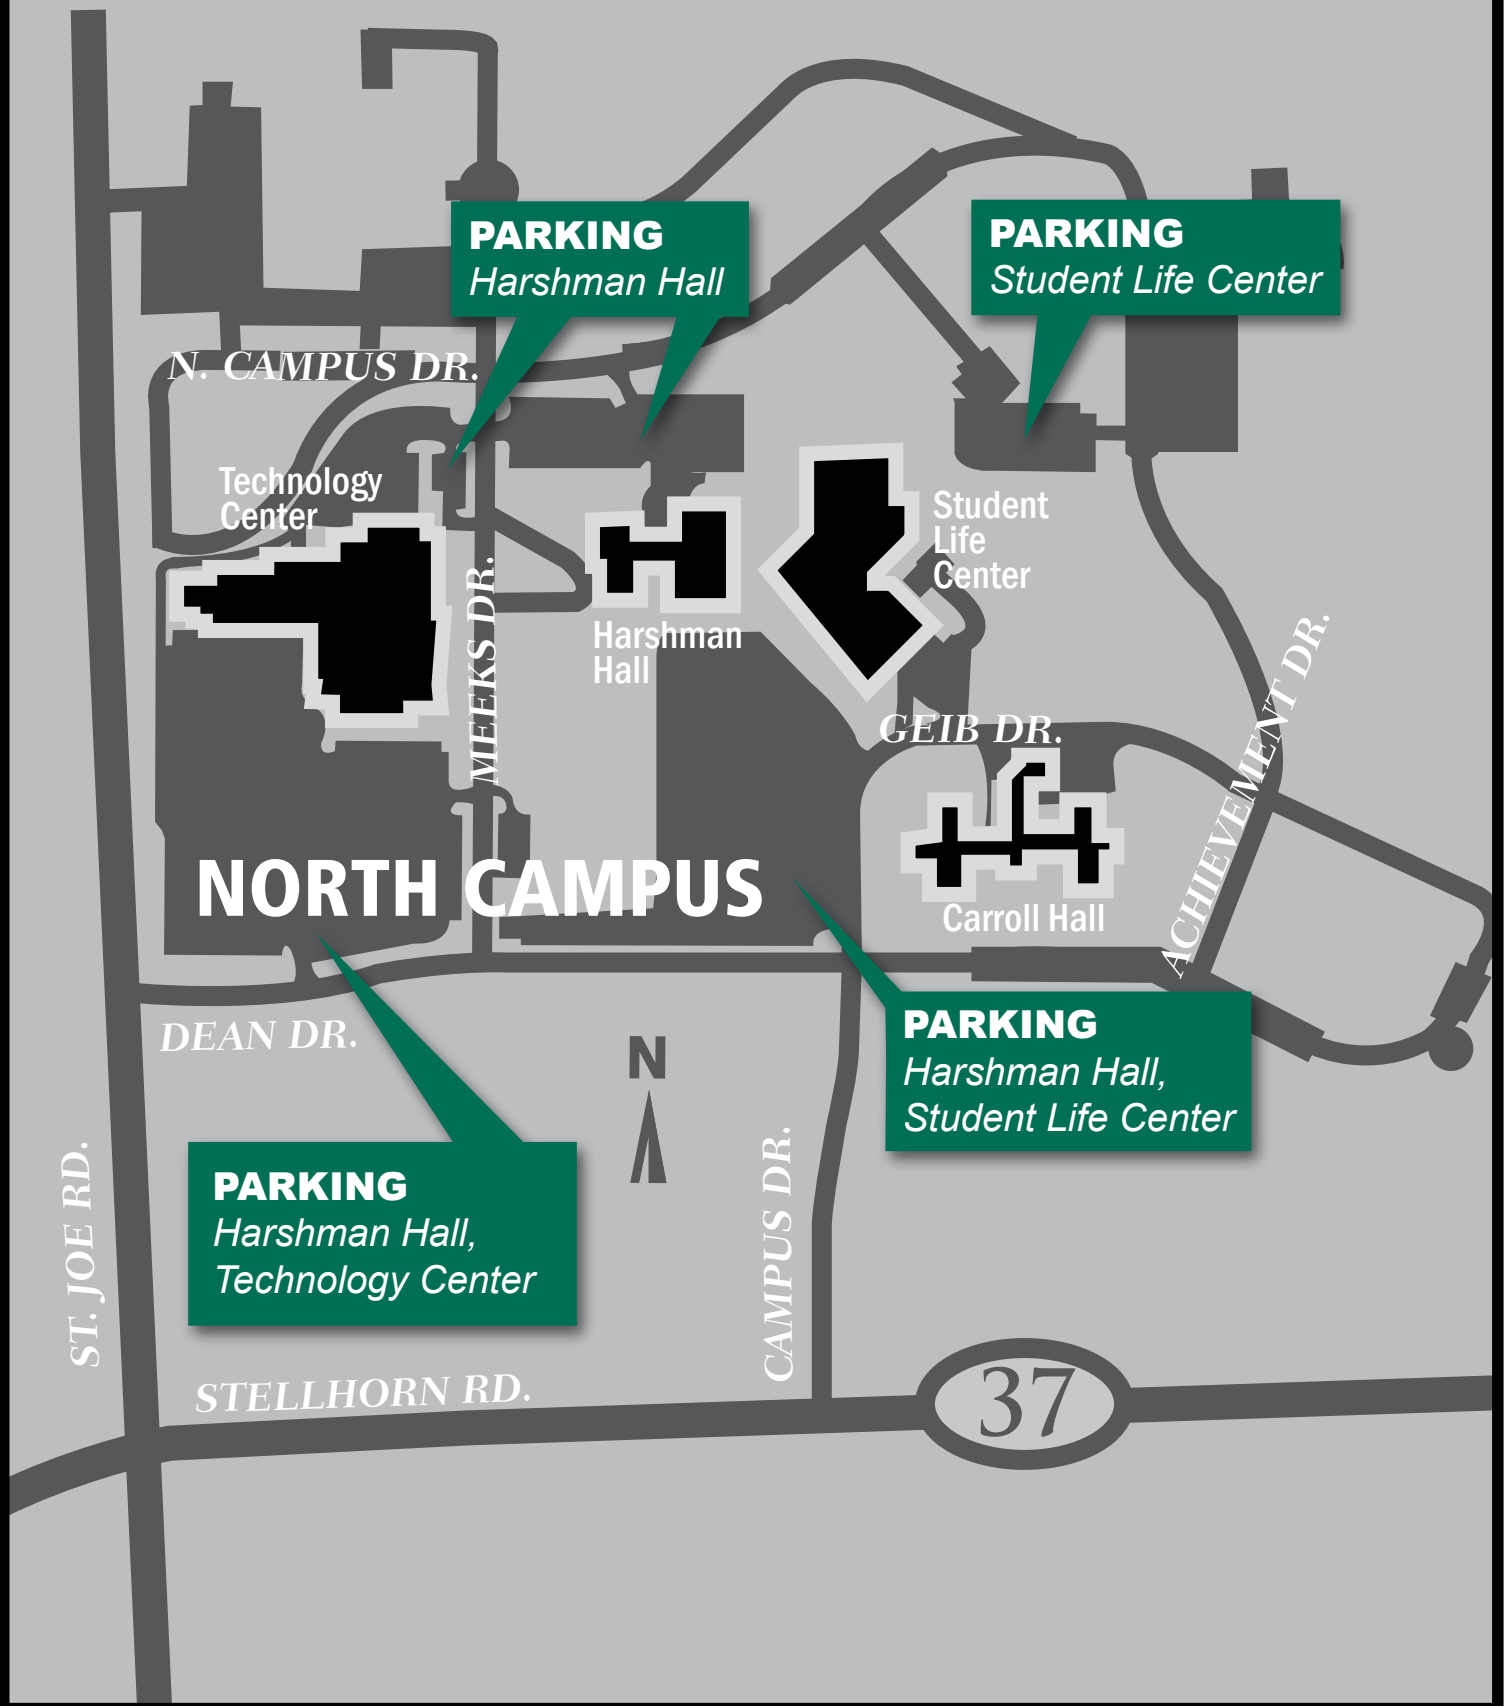 PARKING
Harshman Hall
PARKING
Student Life Center
N. CAMPUS DR.
Technology
Center
Student
Life
Center
MEEKS DR.
Harshman
Hall
ACHIEVEMENT DR.
GEIB DR.
NORTH CAMPUS
Carroll Hall
DEAN DR.
N
PARKING
Harshman Hall,
Student Life Center
PARKING
Harshman Hall,
Technology Center
ST. JOE RD.
CAMPUS DR.
STELLHORN RD.
37